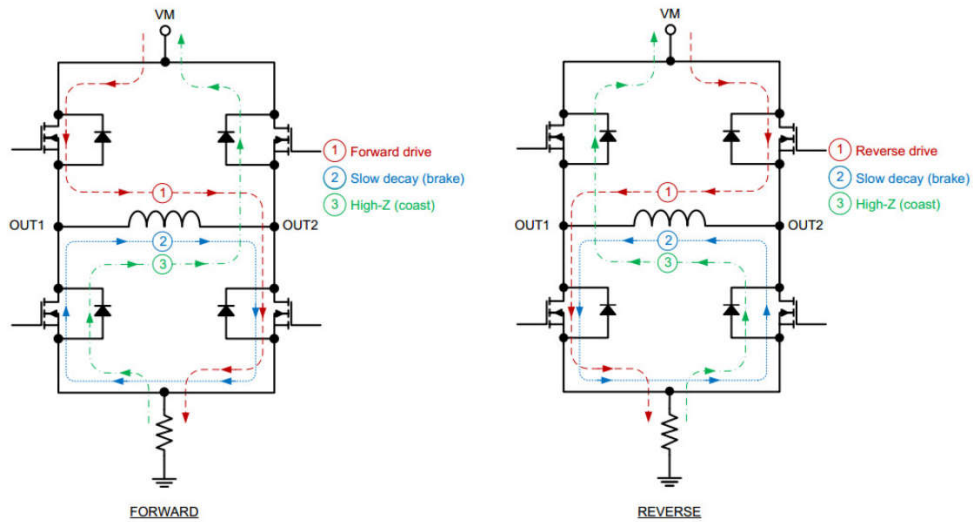 VM
1 Forward drive
2 Slow decay (brake)
3 High-Z (coast)
1
OUT1
OUT2
2
3
FORWARD
VM
1 Reverse drive
2 Slow decay (brake)
3 High-Z (coast)
1
OUT1
OUT2
2
3
REVERSE